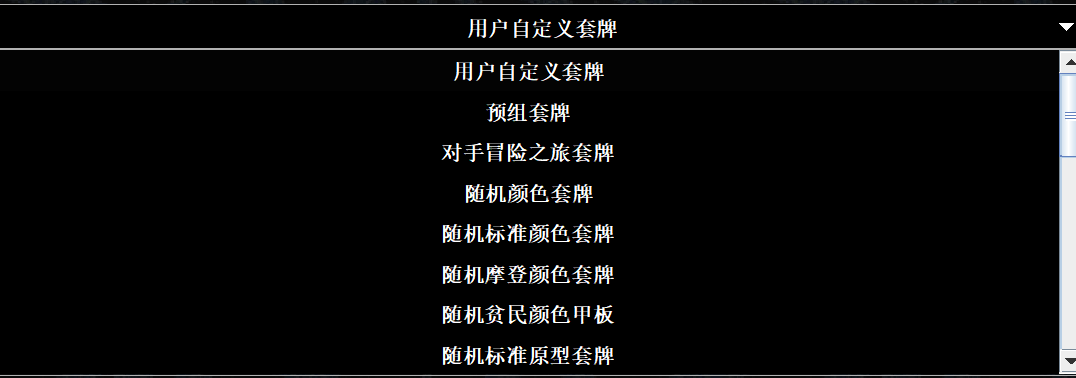 用户自定义套牌
用户自定义套牌
预组套牌
对手冒险之旅套牌
随机颜色套牌
随机标准颜色套牌
随机摩登颜色套牌
随机贫民颜色甲板
随机标准原型套牌